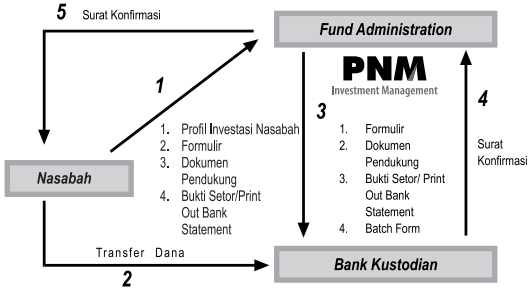 5 Surat Konfirmasi
Fund Administration
PNM
Investment Management
1
1. Profil Investasi Nasabah
2. Formulir
3. Dokumen
Pendukung
4. Bukti Setor/Print
Out Bank
Statement
3
1. Formulir
2. Dokumen
Pendukung
3. Bukti Setor/ Print
Out Bank
Statement
4. Batch Form
4
Surat
Konfirmasi
Nasabah
Transfer Dana
2
Bank Kustodian